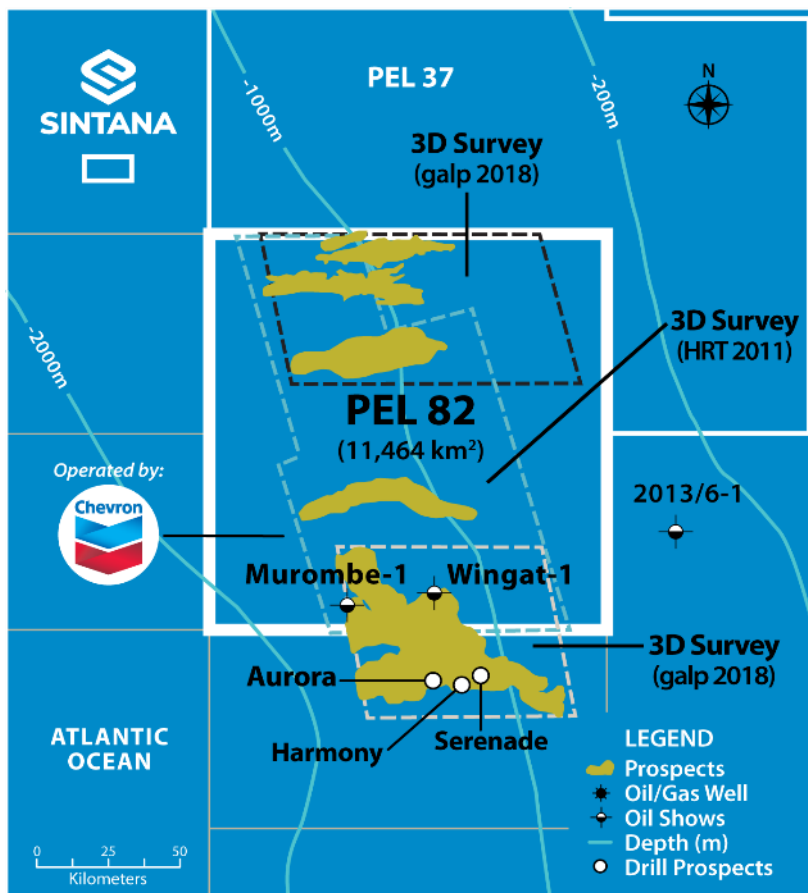 SINTANA
PEL 37
N
-1000m
-200m
3D Survey
(galp 2018)
-2000m
3D Survey
(HRT 2011)
PEL 82
(11,464 km²)
Operated by:
Chevron
2013/6-1
Murombe-1
Wingat-1
3D Survey
(galp 2018)
Aurora
Harmony
Serenade
ATLANTIC
OCEAN
LEGEND
Prospects
Oil/Gas Well
Oil Shows
Depth (m)
Drill Prospects
0 25 50
Kilometers